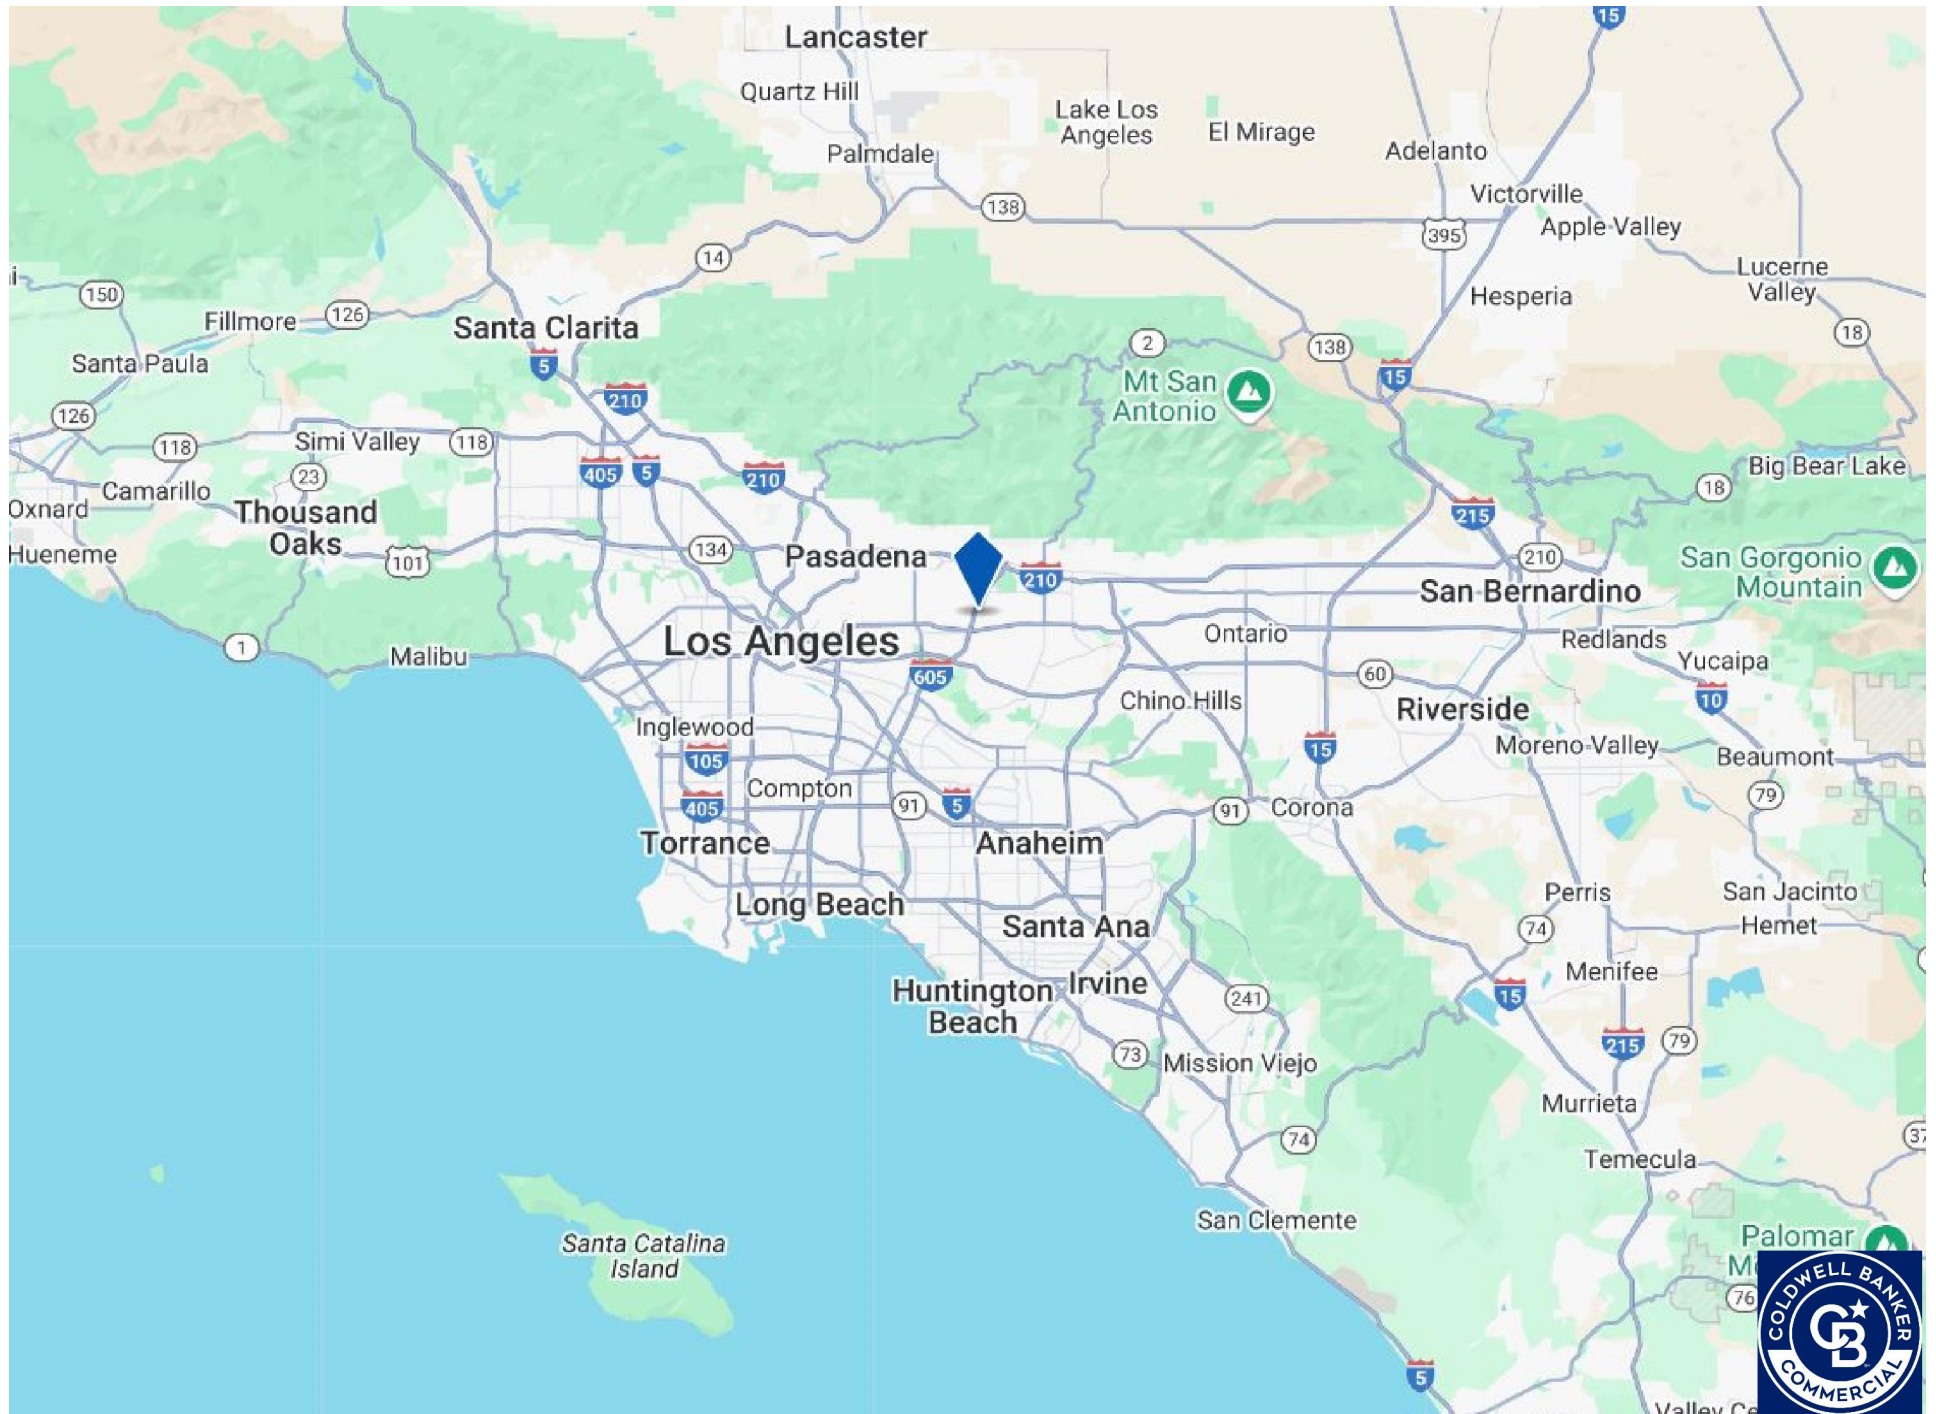 15
Lancaster
Quartz Hill
Lake Los
Angeles
El Mirage
Palmdale
Adelanto
Victorville
138
395
Apple Valley
14
Lucerne
Valley
150
126
Fillmore
Hesperia
Santa Clarita
18
2
138
Santa Paula
5
15
Mt San
Antonio
210
126
118
Simi Valley
118
23
405
5
210
Big Bear Lake
18
Camarillo
Oxnard
Thousand
Oaks
215
Hueneme
101
134
Pasadena
210
210
San Gorgonio
Mountain
San Bernardino
1
Malibu
Los Angeles
Ontario
Redlands
Yucaipa
605
60
10
Chino Hills
Riverside
Inglewood
105
15
Moreno Valley
Beaumont
Compton
405
91
5
91
Corona
79
Torrance
Anaheim
Long Beach
Perris
San Jacinto
Hemet
Santa Ana
74
Menifee
Huntington
Beach
Irvine
241
15
215
79
73
Mission Viejo
Murrieta
74
37
Temecula
San Clemente
Santa Catalina
Island
Palomar
76
5
COLDWELL BANKER
CB
COMMERCIAL